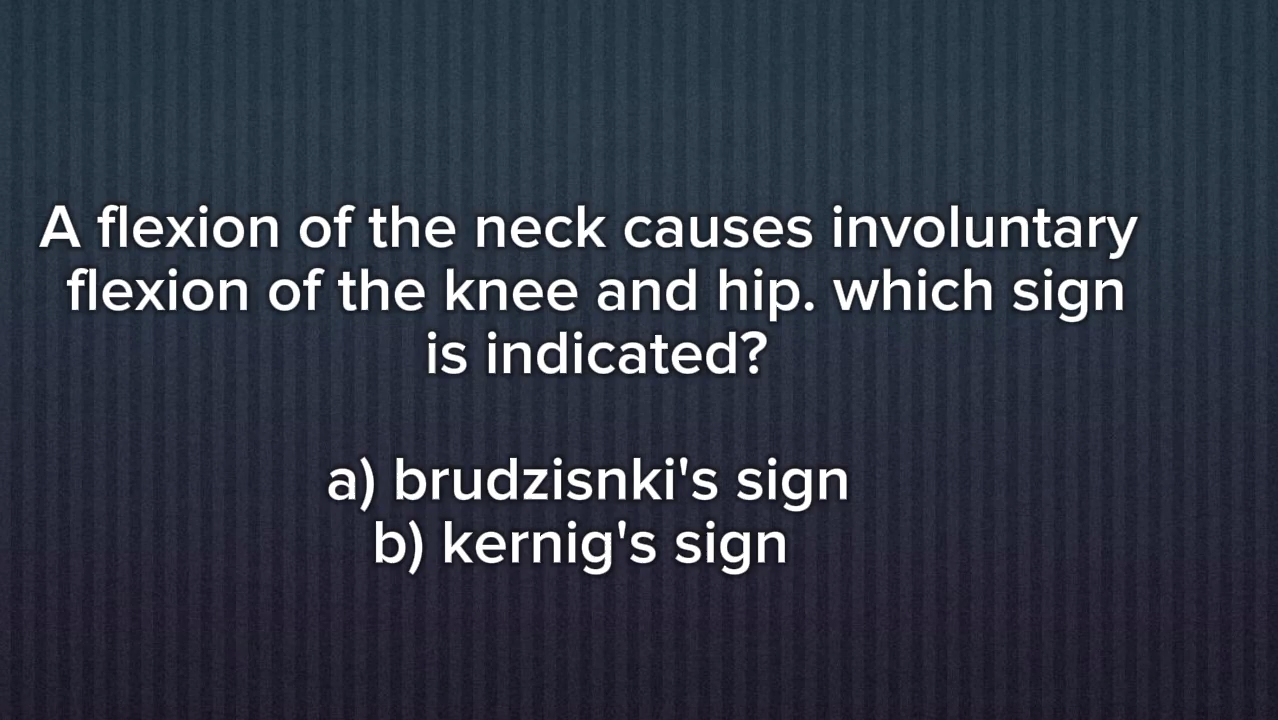 A flexion of the neck causes involuntary
flexion of the knee and hip. which sign
is indicated?
a) brudzisnki's sign
b) kernig's sign